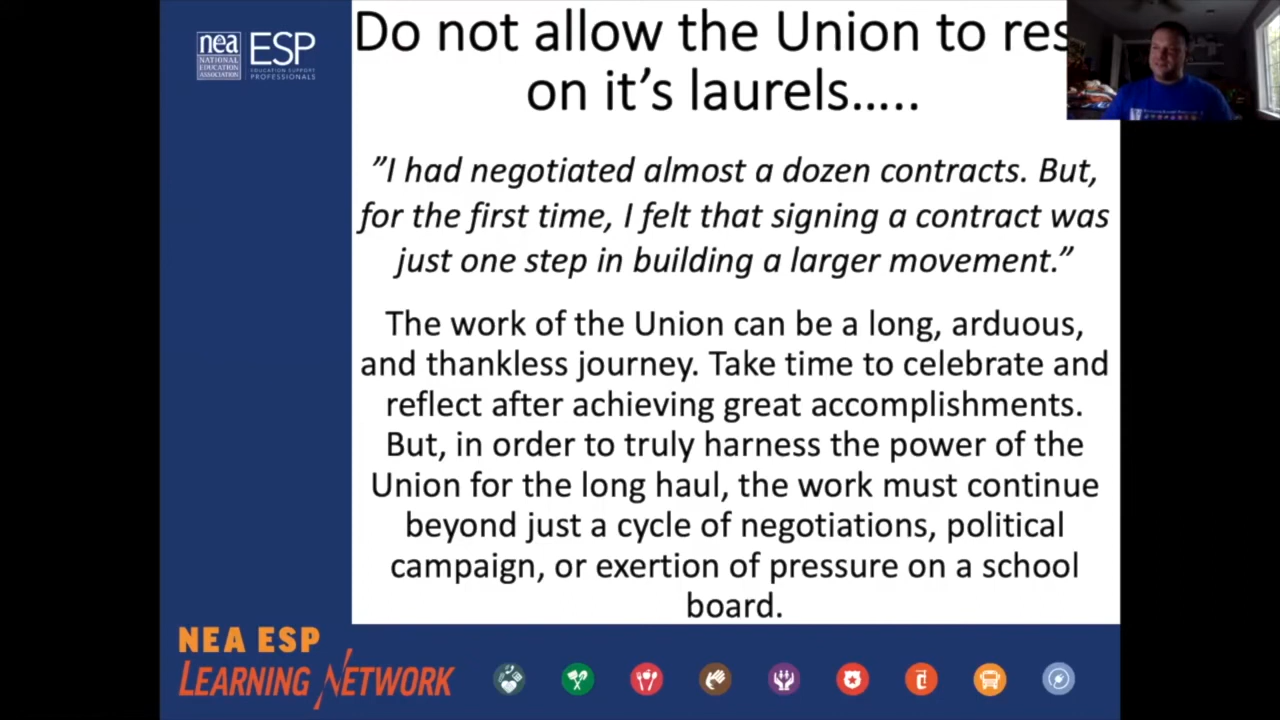 nea
NATIONAL
EDUCATION
ASSOCIATION
ESP
EDUCATION SUPPORT
PROFESSIONALS
Do not allow the Union to res
on it’s laurels.....
”I had negotiated almost a dozen contracts. But,
for the first time, I felt that signing a contract was
just one step in building a larger movement.”
The work of the Union can be a long, arduous,
and thankless journey. Take time to celebrate and
reflect after achieving great accomplishments.
But, in order to truly harness the power of the
Union for the long haul, the work must continue
beyond just a cycle of negotiations, political
campaign, or exertion of pressure on a school
board.
NEA ESP
LEARNING NETWORK